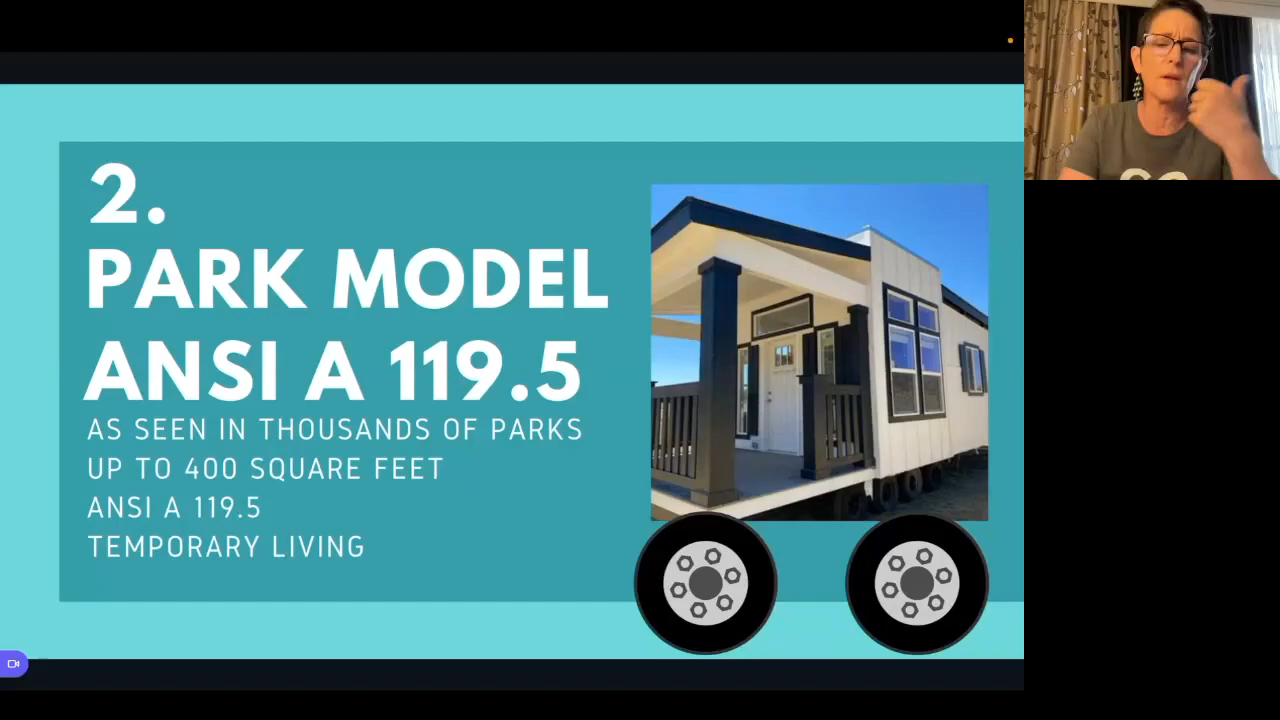 2.
PARK MODEL
ANSI A 119.5
AS SEEN IN THOUSANDS OF PARKS
UP TO 400 SQUARE FEET
ANSI A 119.5
TEMPORARY LIVING